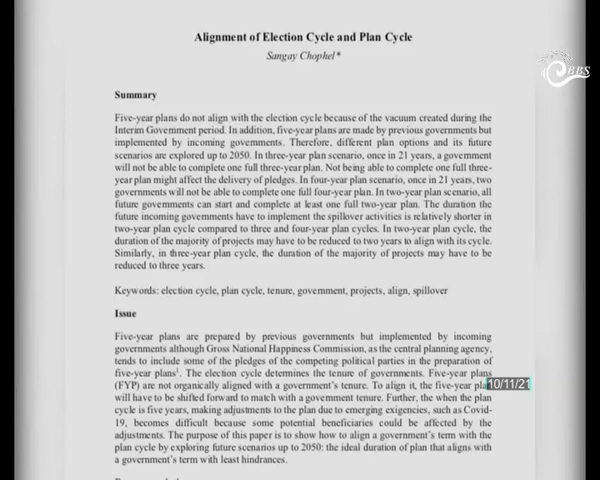 Alignment of Election Cycle and Plan Cycle
Sangay Chophel*
BBS
Summary
Five-year plans do not align with the election cycle because of the vacuum created during the
Interim Government period. In addition, five-year plans are made by previous governments but
implemented by incoming governments. Therefore, different plan options and its future
scenarios are explored up to 2050. In three-year plan scenario, once in 21 years, a government
will not be able to complete one full three-year plan. Not being able to complete one full three-
year plan might affect the delivery of pledges. In four-year plan scenario, once in 21 years, two
governments will not be able to complete one full four-year plan. In two-year plan scenario, all
future governments can start and complete at least one full two-year plan. The duration the
future incoming governments have to implement the spillover activities is relatively shorter in
two-year plan cycle compared to three and four-year plan cycles. In two-year plan cycle, the
duration of the majority of projects may have to be reduced to two years to align with its cycle.
Similarly, in three-year plan cycle, the duration of the majority of projects may have to be
reduced to three years.
Keywords: election cycle, plan cycle, tenure, government, projects, align, spillover
Issue
Five-year plans are prepared by previous governments but implemented by incoming
governments although Gross National Happiness Commission, as the central planning agency,
tends to include some of the pledges of the competing political parties in the preparation of
five-year plans¹. The election cycle determines the tenure of governments. Five-year plans
(FYP) are not organically aligned with a government's tenure. To align it, the five-year pla
10/11/21
will have to be shifted forward to match with a government tenure. Further, the when the plan
cycle is five years, making adjustments to the plan due to emerging exigencies, such as Covid-
19, becomes difficult because some potential beneficiaries could be affected by the
adjustments. The purpose of this paper is to show how to align a government's term with the
plan cycle by exploring future scenarios up to 2050: the ideal duration of plan that aligns with
a government's term with least hindrances.